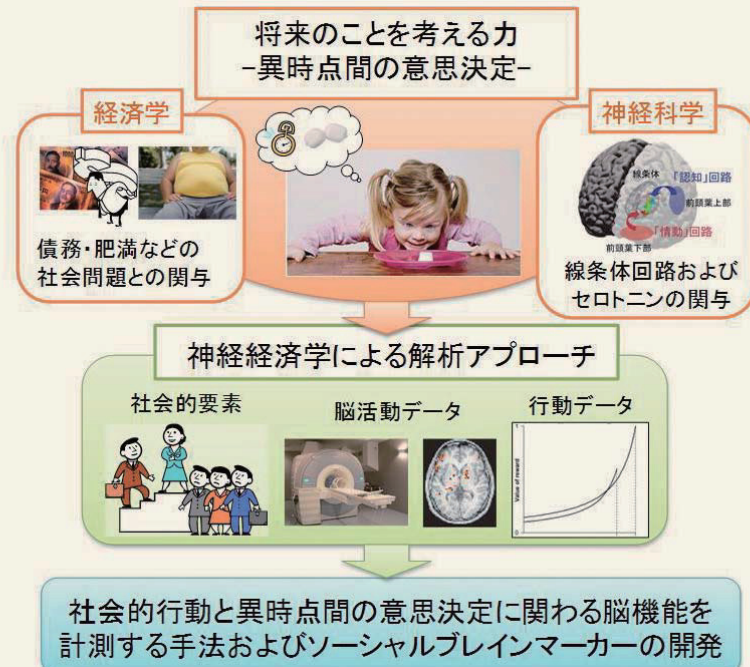 将来のことを考える力
-異時点間の意思決定-
経済学
債務・肥満などの
社会問題との関与
神経科学
線条体
「認知」回路
前頭葉上部
「情動」回路
前頭葉下部
線条体回路および
セロトニンの関与
神経経済学による解析アプローチ
社会的要素
脳活動データ
行動データ
1
Value of reward
0
社会的行動と異時点間の意思決定に関わる脳機能を
計測する手法およびソーシャルブレインマーカーの開発